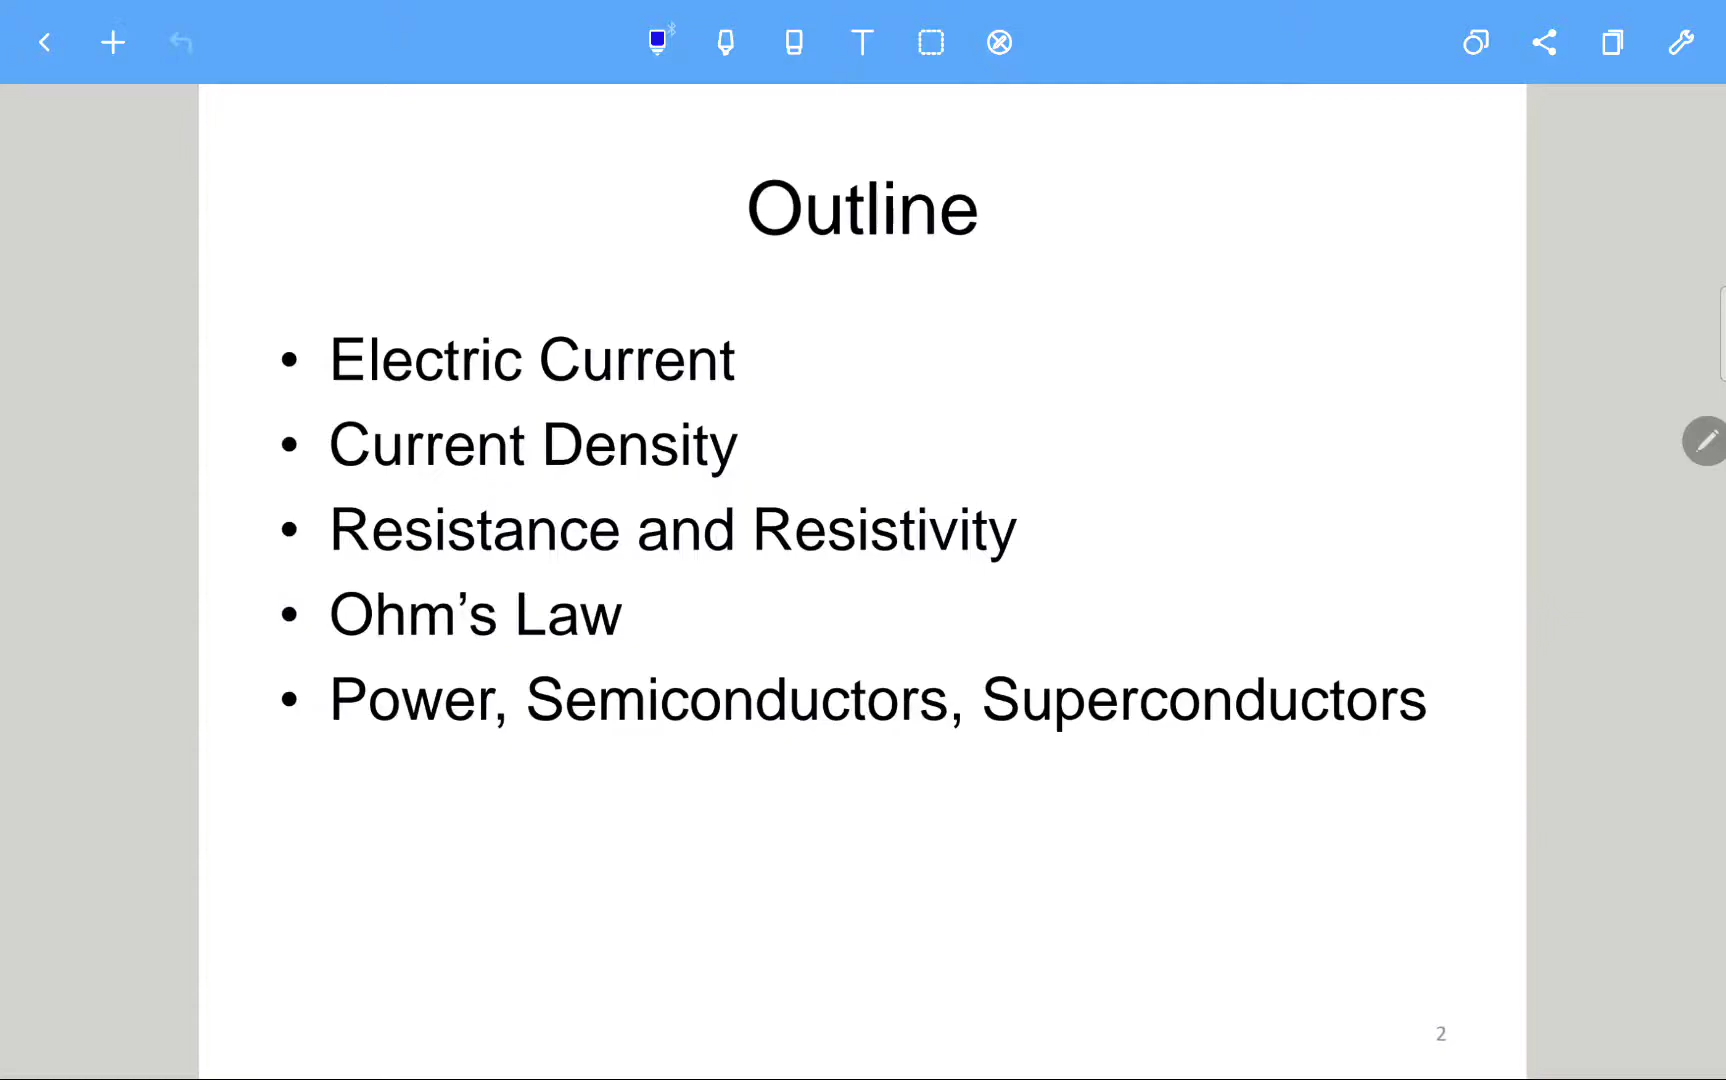 Outline
• Electric Current
• Current Density
• Resistance and Resistivity
• Ohm’s Law
• Power, Semiconductors, Superconductors
2